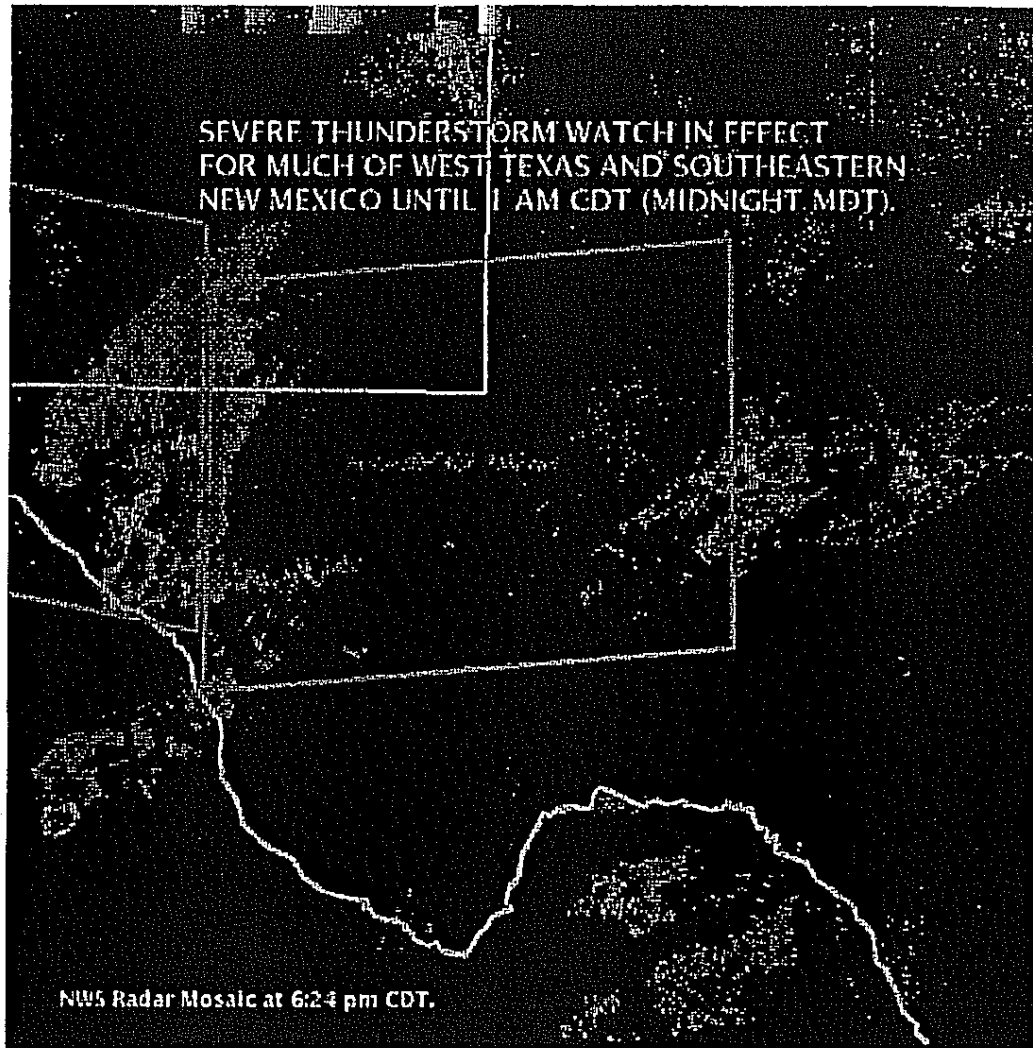 SEVERE THUNDERSTORM WATCH IN EFFECT
FOR MUCH OF WEST TEXAS AND SOUTHEASTERN
NEW MEXICO UNTIL 1 AM CDT (MIDNIGHT MDT).
NWS Radar Mosaic at 6:24 pm CDT.